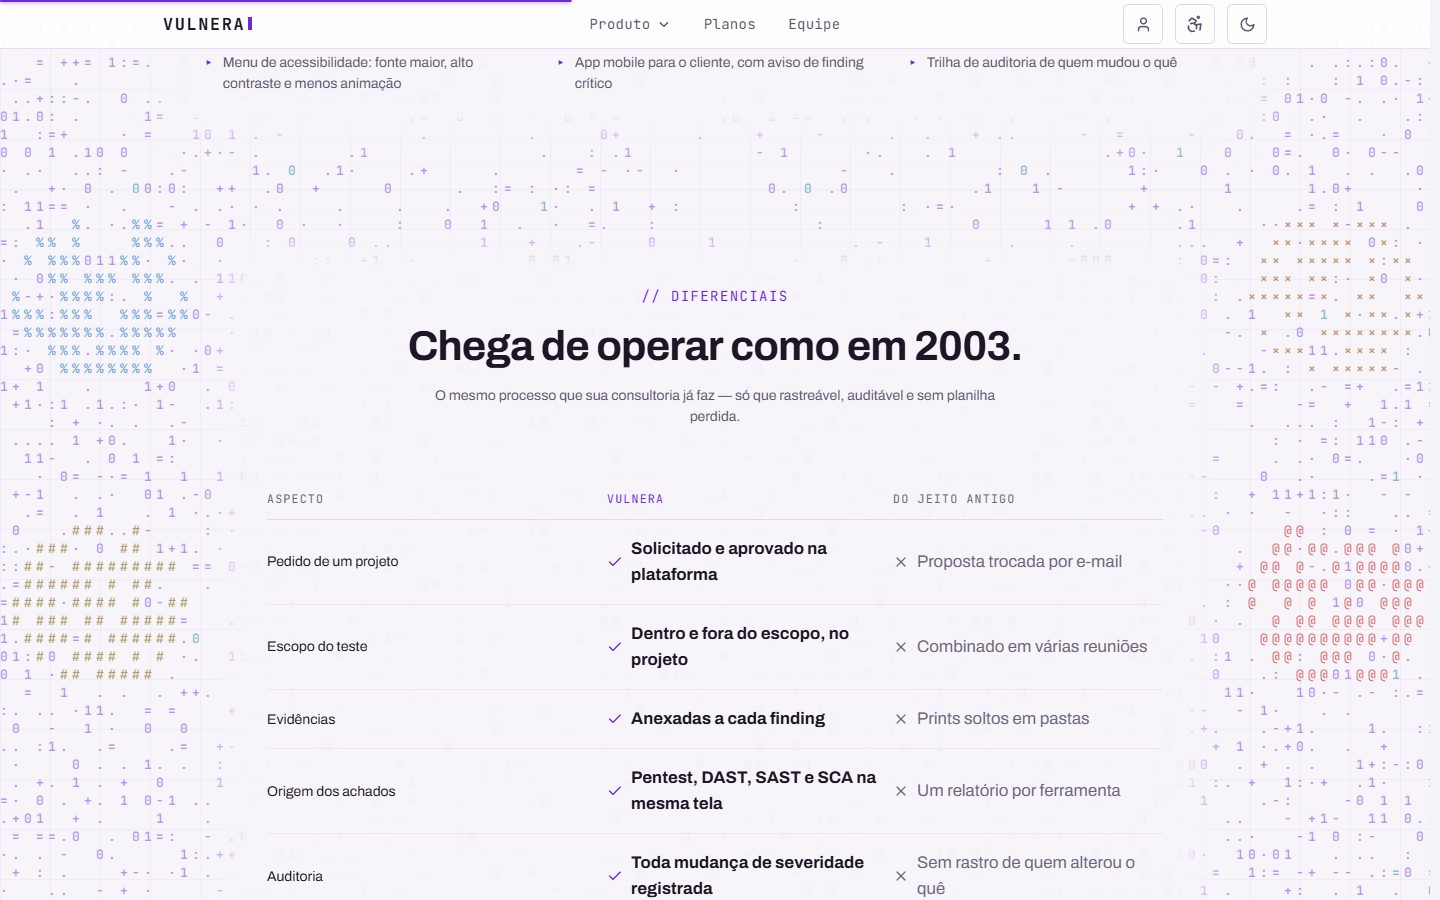 VULNERA
Produto
Planos
Equipe
Menu de acessibilidade: fonte maior, alto
contraste e menos animação
App mobile para o cliente, com aviso de finding
crítico
Trilha de auditoria de quem mudou o quê
// DIFERENCIAIS
Chega de operar como em 2003.
O mesmo processo que sua consultoria já faz — só que rastreável, auditável e sem planilha
perdida.
ASPECTO
VULNERA
DO JEITO ANTIGO
Pedido de um projeto
Solicitado e aprovado na
plataforma
Proposta trocada por e-mail
Escopo do teste
Dentro e fora do escopo, no
projeto
Combinado em várias reuniões
Evidências
Anexadas a cada finding
Prints soltos em pastas
Origem dos achados
Pentest, DAST, SAST e SCA na
mesma tela
Um relatório por ferramenta
Auditoria
Toda mudança de severidade
registrada
Sem rastro de quem alterou o
quê